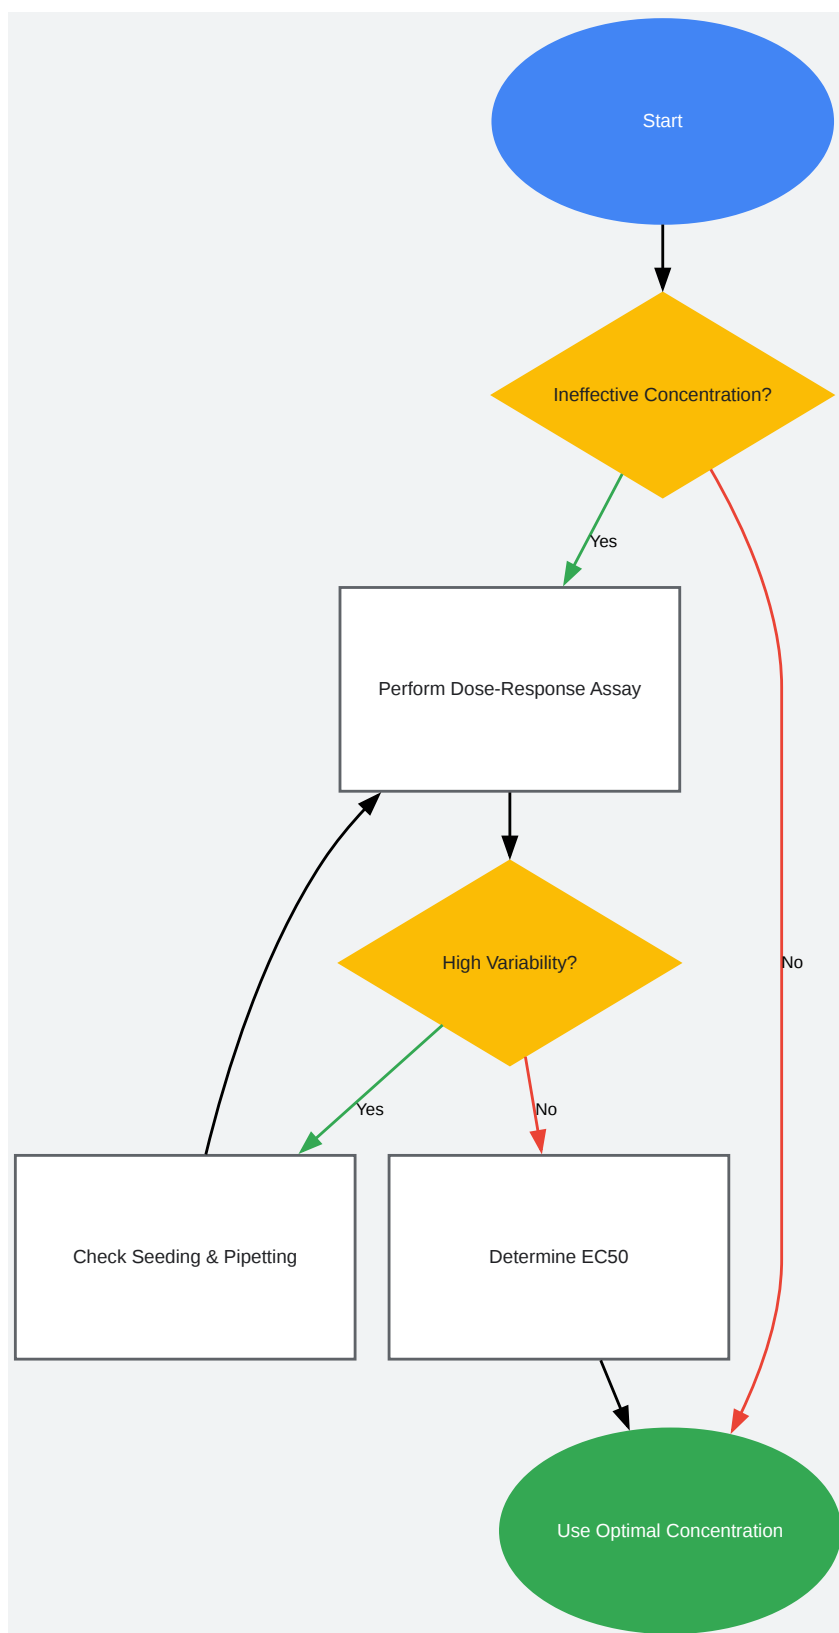 Start
Ineffective Concentration?
Yes
Perform Dose-Response Assay
High Variability?
No
Yes
No
Check Seeding & Pipetting
Determine EC50
Use Optimal Concentration